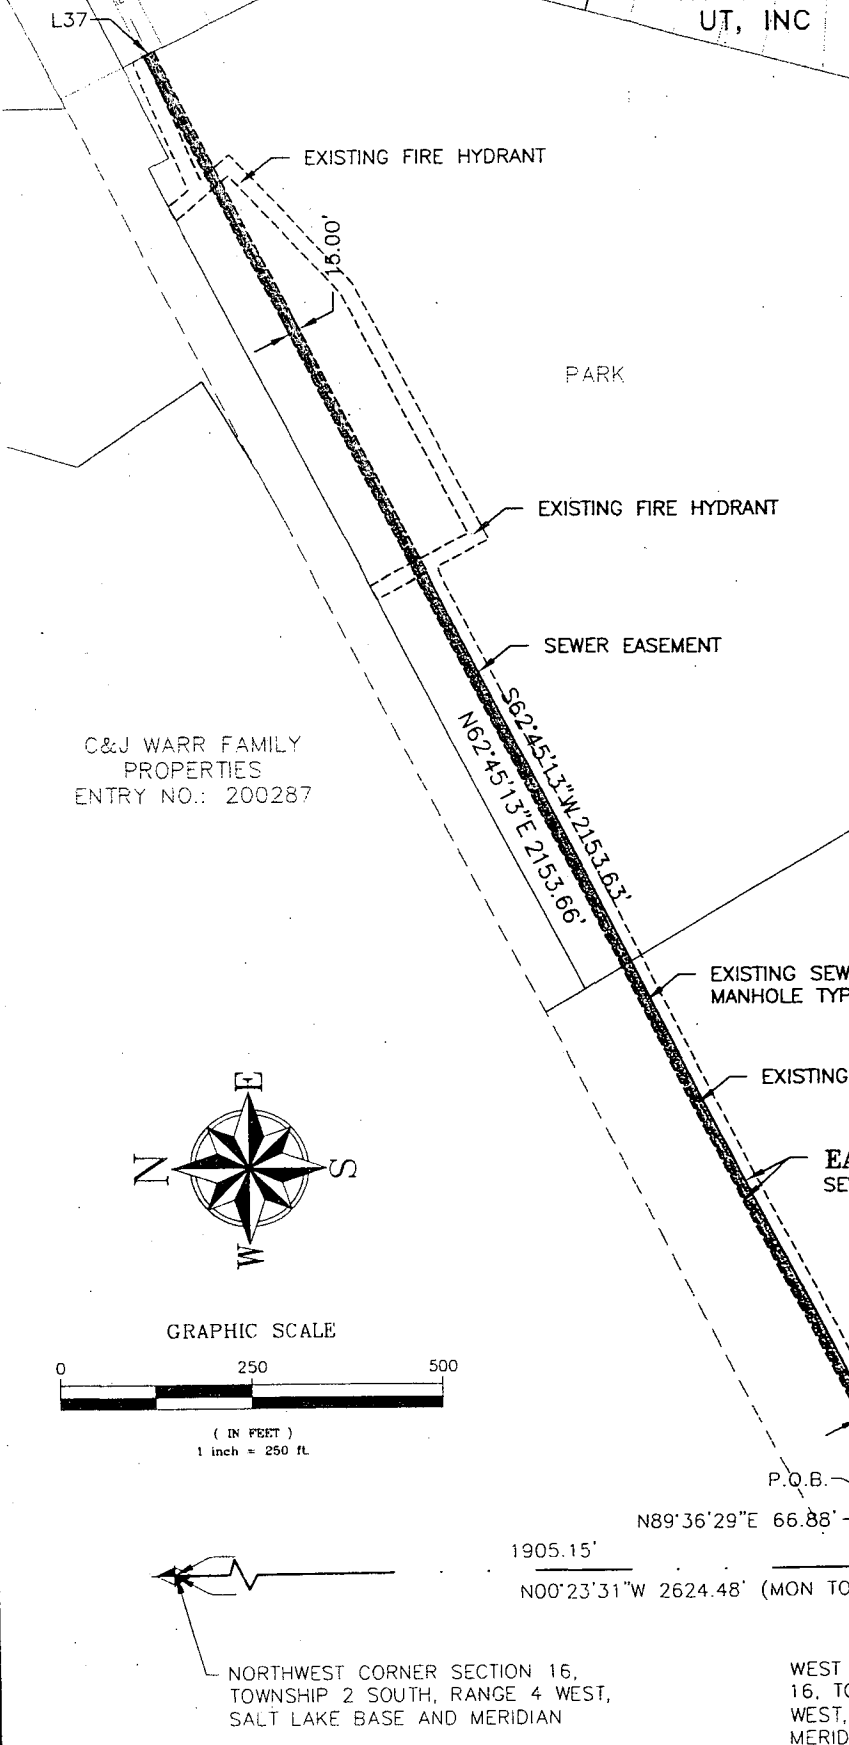 UT, INC
L37
EXISTING FIRE HYDRANT
15.00'
PARK
EXISTING FIRE HYDRANT
SEWER EASEMENT
S62°45'13"W 2153.63'
N62°45'13"E 2153.66'
C&J WARR FAMILY
PROPERTIES
ENTRY NO.: 200287
EXISTING SEW
MANHOLE TYP
EXISTING
EA
SE
N
E
S
W
GRAPHIC SCALE
0 250 500
( IN FEET )
1 inch = 250 ft.
P.O.B.
N89°36'29"E 66.88'
1905.15'
N00°23'31"W 2624.48' (MON TO
NORTHWEST CORNER SECTION 16,
TOWNSHIP 2 SOUTH, RANGE 4 WEST,
SALT LAKE BASE AND MERIDIAN
WEST
16, TO
WEST,
MERID